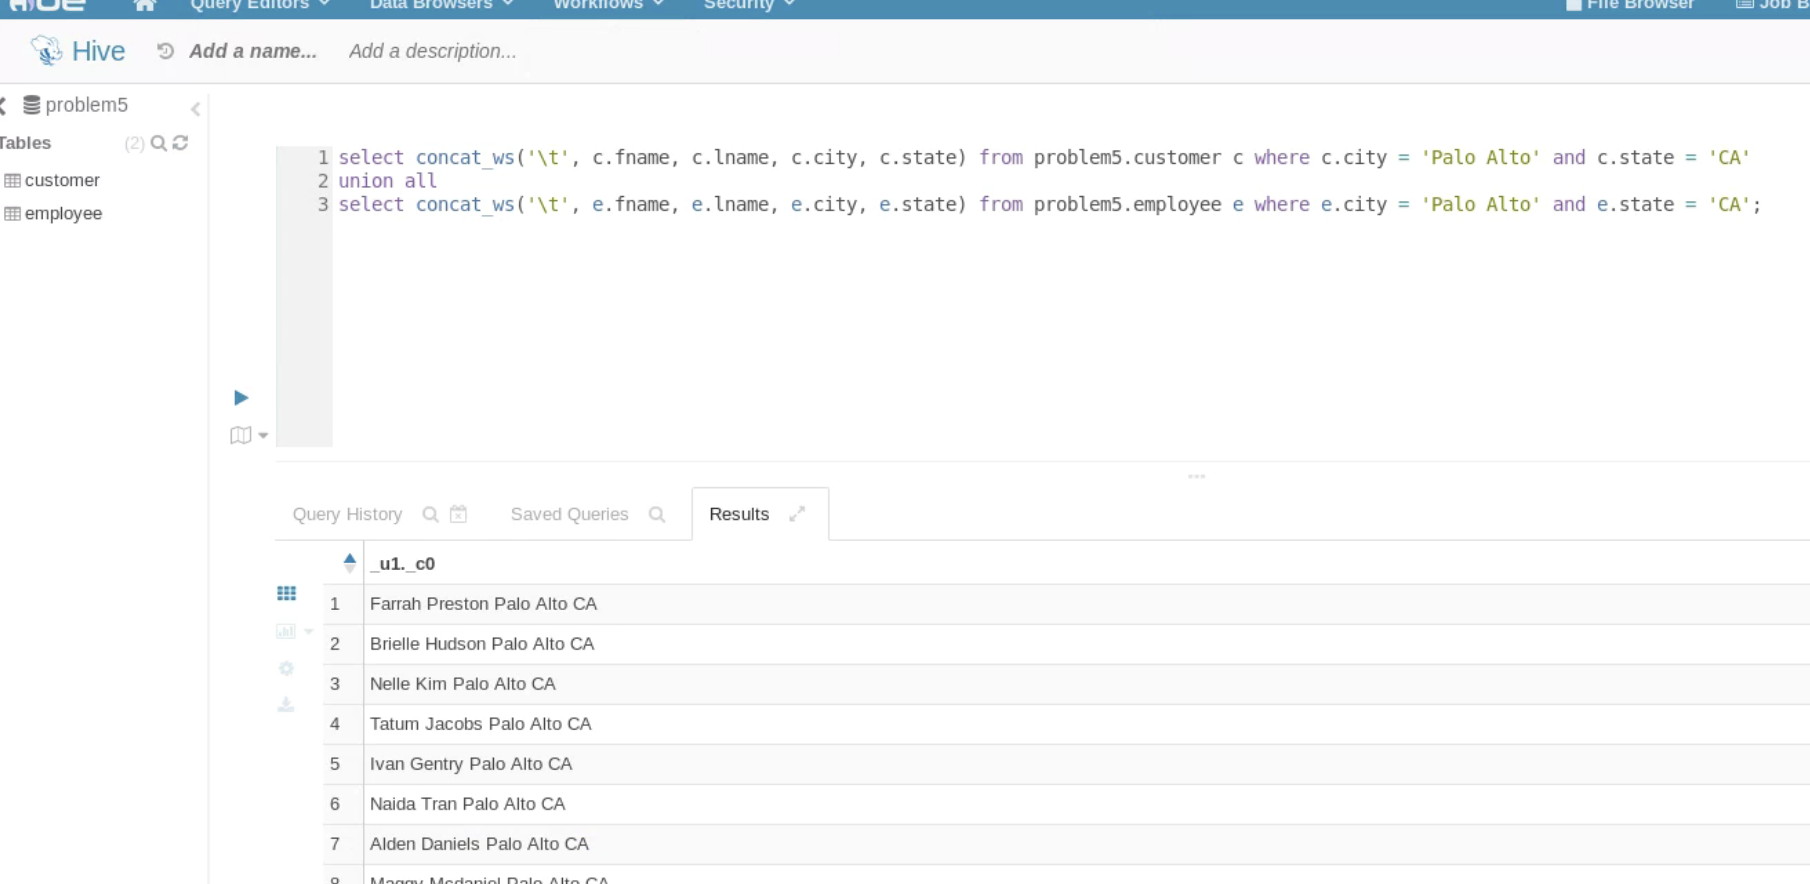 HUE Query Editors Data Browsers Workflows Security File Browser Job B
Hive Add a name... Add a description...
problem5
Tables (2)
customer
employee
1 select concat_ws('\t', c.fname, c.lname, c.city, c.state) from problem5.customer c where c.city = 'Palo Alto' and c.state = 'CA'
2 union all
3 select concat_ws('\t', e.fname, e.lname, e.city, e.state) from problem5.employee e where e.city = 'Palo Alto' and e.state = 'CA';
Query History Saved Queries Results
_u1._c0
1 Farrah Preston Palo Alto CA
2 Brielle Hudson Palo Alto CA
3 Nelle Kim Palo Alto CA
4 Tatum Jacobs Palo Alto CA
5 Ivan Gentry Palo Alto CA
6 Naida Tran Palo Alto CA
7 Alden Daniels Palo Alto CA
8 Maggy Mcdaniel Palo Alto CA